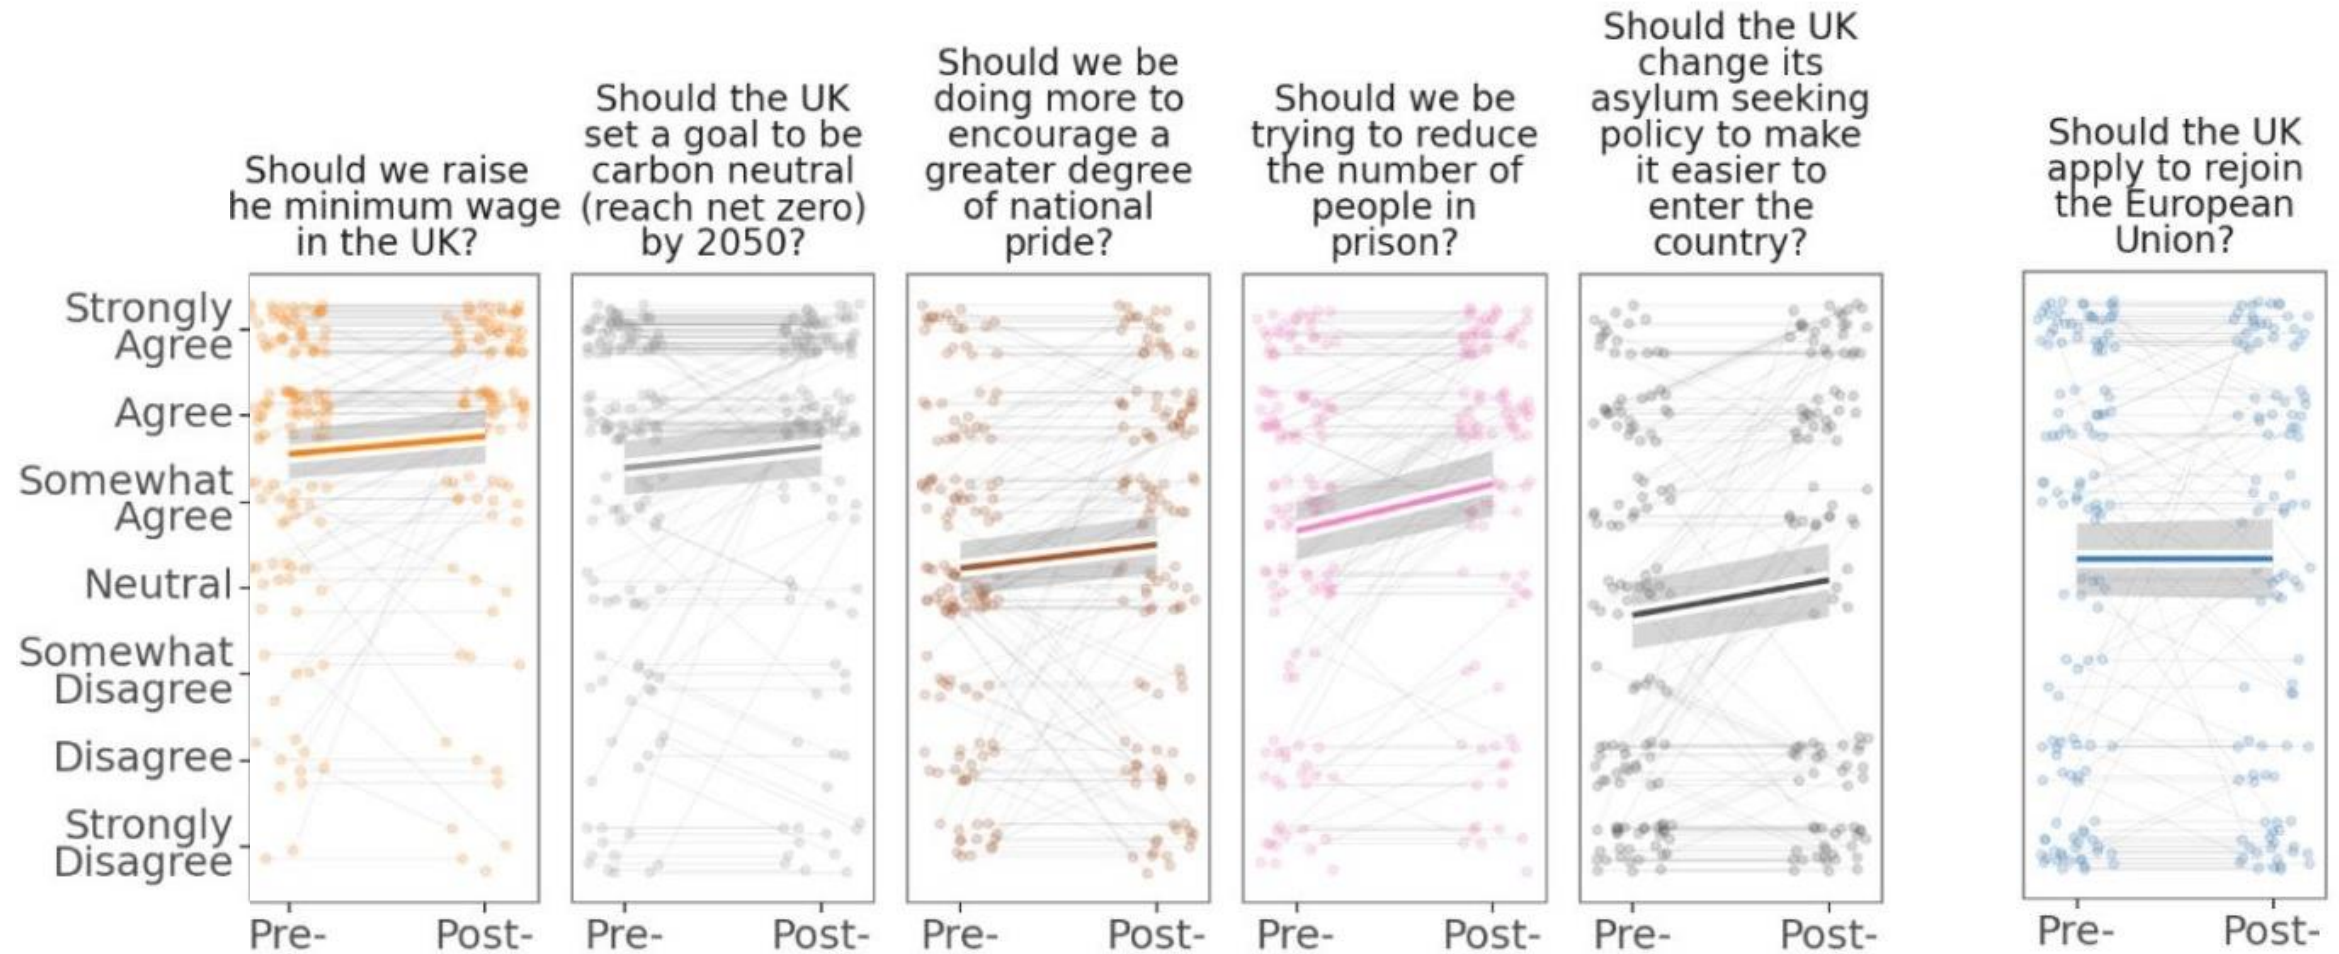 Should we raise
he minimum wage
in the UK?
Should the UK
set a goal to be
carbon neutral
(reach net zero)
by 2050?
Should we be
doing more to
encourage a
greater degree
of national
pride?
Should we be
trying to reduce
the number of
people in
prison?
Should the UK
change its
asylum seeking
policy to make
it easier to
enter the
country?
Should the UK
apply to rejoin
the European
Union?
Strongly
Agree
Agree
Somewhat
Agree
Neutral
Somewhat
Disagree
Disagree
Strongly
Disagree
Pre- Post-
Pre- Post-
Pre- Post-
Pre- Post-
Pre- Post-
Pre- Post-